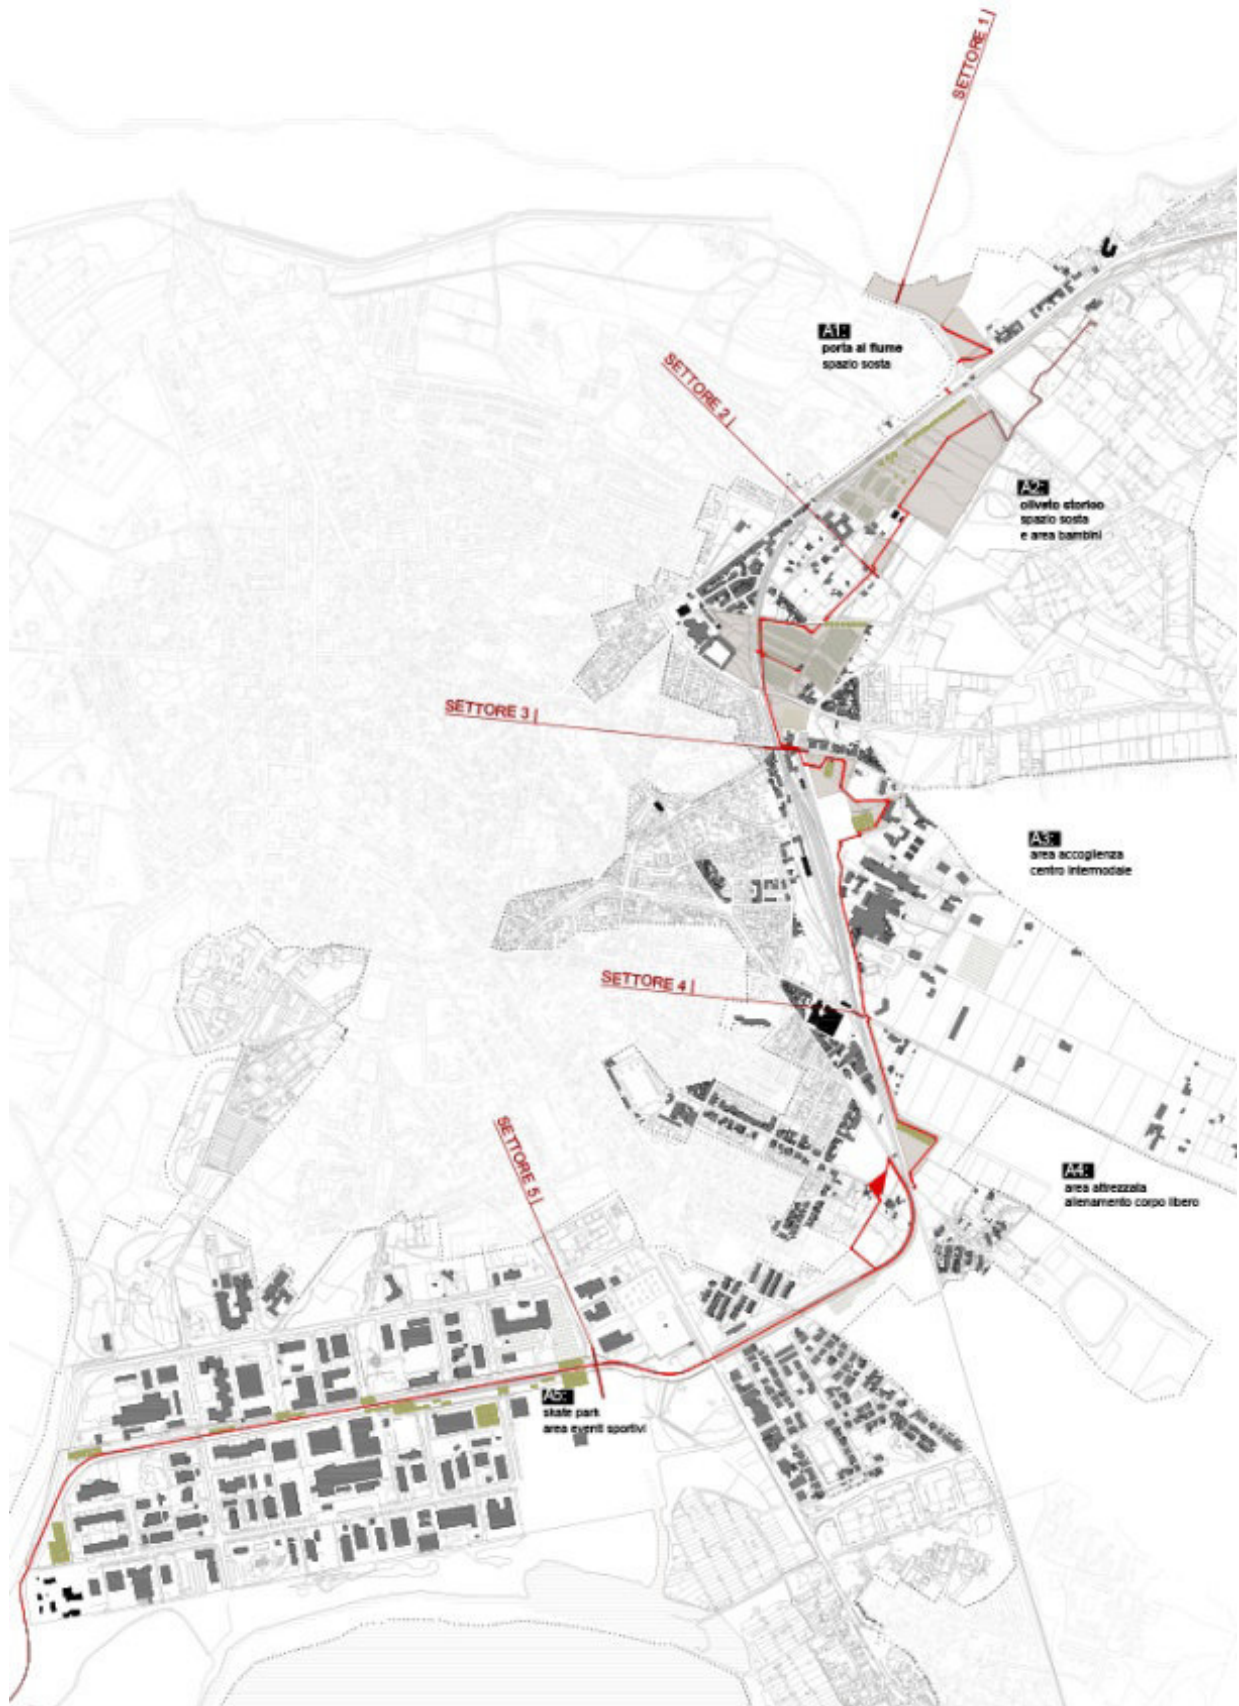 SETTORE 1 |
A1:
porta al fiume
spazio sosta
SETTORE 2 |
A2:
oliveto storico
spazio sosta
e area bambini
SETTORE 3 |
A3:
area accoglienza
centro intermodale
SETTORE 4 |
A4:
area attrezzata
allenamento corpo libero
SETTORE 5 |
A5:
skate park
area eventi sportivi